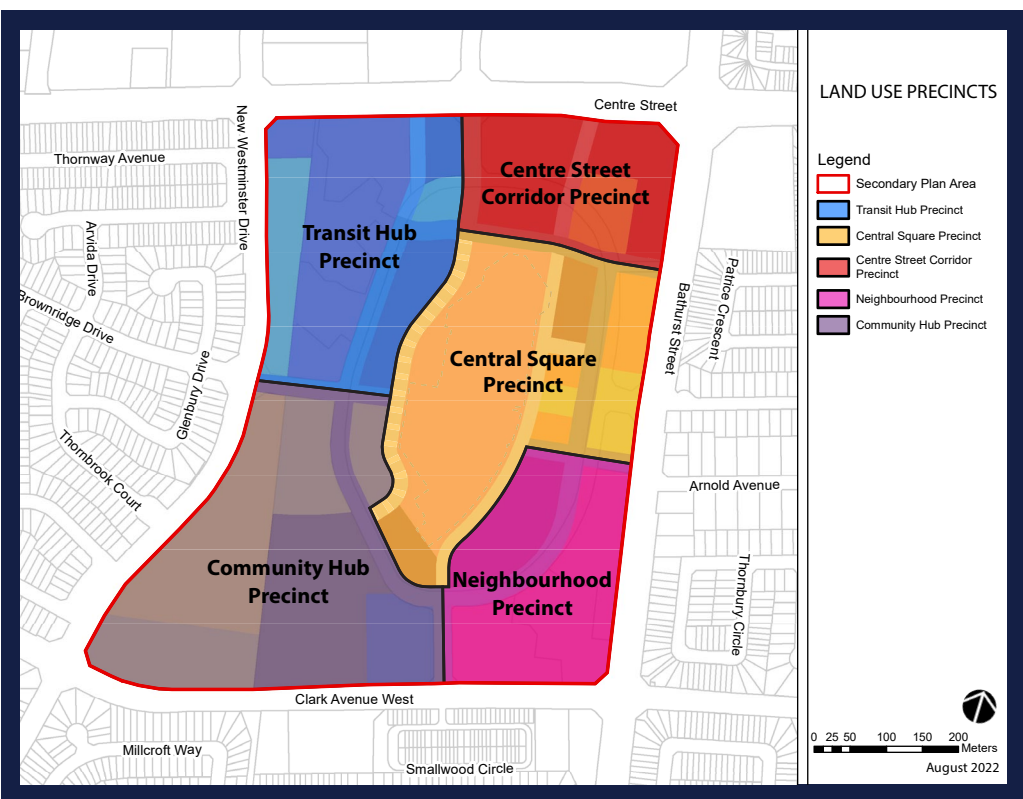 LAND USE PRECINCTS
Legend
Secondary Plan Area
Transit Hub Precinct
Central Square Precinct
Centre Street Corridor
Precinct
Neighbourhood Precinct
Community Hub Precinct
Centre Street
New Westminster Drive
Thornway Avenue
Arvida Drive
Brownridge Drive
Glenbury Drive
Thornbrook Court
Centre Street
Corridor Precinct
Transit Hub
Precinct
Central Square
Precinct
Community Hub
Precinct
Neighbourhood
Precinct
Bathurst Street
Patrice Crescent
Arnold Avenue
Thornbury Circle
Clark Avenue West
Millcroft Way
Smallwood Circle
0 25 50 100 150 200
Meters
August 2022